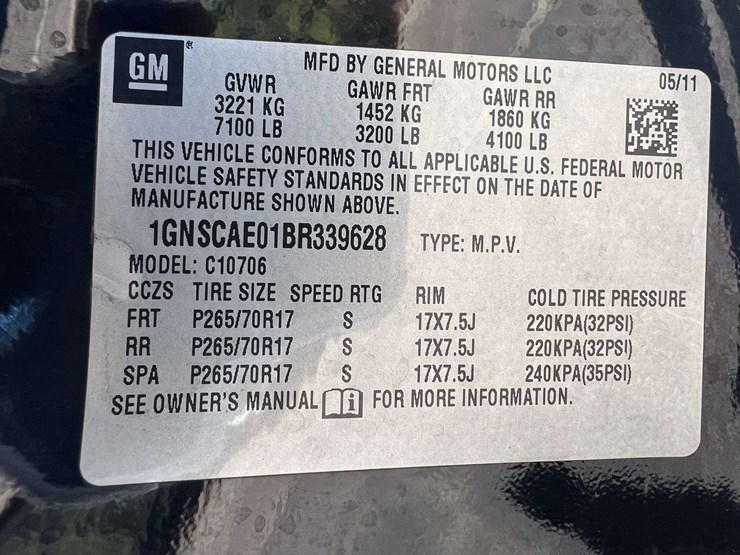 GM
®
MFD BY GENERAL MOTORS LLC 05/11
GVWR GAWR FRT GAWR RR
3221 KG 1452 KG 1860 KG
7100 LB 3200 LB 4100 LB
THIS VEHICLE CONFORMS TO ALL APPLICABLE U.S. FEDERAL MOTOR
VEHICLE SAFETY STANDARDS IN EFFECT ON THE DATE OF
MANUFACTURE SHOWN ABOVE.
1GNSCAE01BR339628 TYPE: M.P.V.
MODEL: C10706
CCZS TIRE SIZE SPEED RTG RIM COLD TIRE PRESSURE
FRT P265/70R17 S 17X7.5J 220KPA(32PSI)
RR P265/70R17 S 17X7.5J 220KPA(32PSI)
SPA P265/70R17 S 17X7.5J 240KPA(35PSI)
SEE OWNER'S MANUAL i FOR MORE INFORMATION.